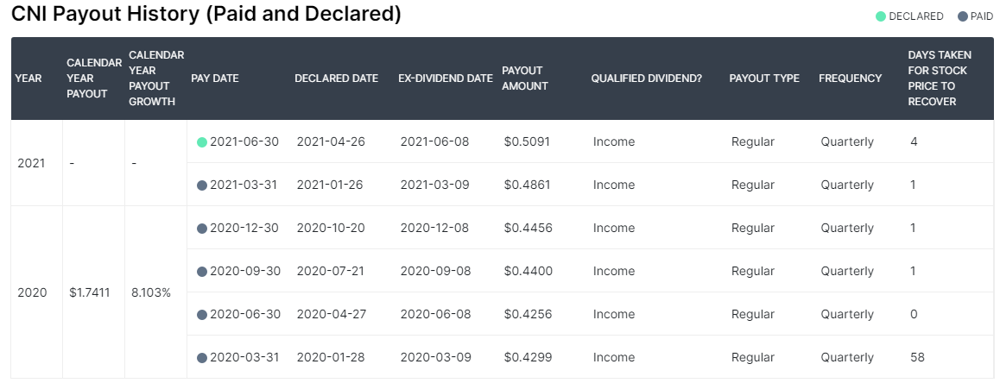 CNI Payout History (Paid and Declared)
DECLARED PAID
YEAR CALENDAR YEAR PAYOUT CALENDAR YEAR PAYOUT GROWTH PAY DATE DECLARED DATE EX-DIVIDEND DATE PAYOUT AMOUNT QUALIFIED DIVIDEND? PAYOUT TYPE FREQUENCY DAYS TAKEN FOR STOCK PRICE TO RECOVER
2021-06-30 2021-04-26 2021-06-08 $0.5091 Income Regular Quarterly 4
2021 - -
2021-03-31 2021-01-26 2021-03-09 $0.4861 Income Regular Quarterly 1
2020-12-30 2020-10-20 2020-12-08 $0.4456 Income Regular Quarterly 1
2020-09-30 2020-07-21 2020-09-08 $0.4400 Income Regular Quarterly 1
2020 $1.7411 8.103%
2020-06-30 2020-04-27 2020-06-08 $0.4256 Income Regular Quarterly 0
2020-03-31 2020-01-28 2020-03-09 $0.4299 Income Regular Quarterly 58